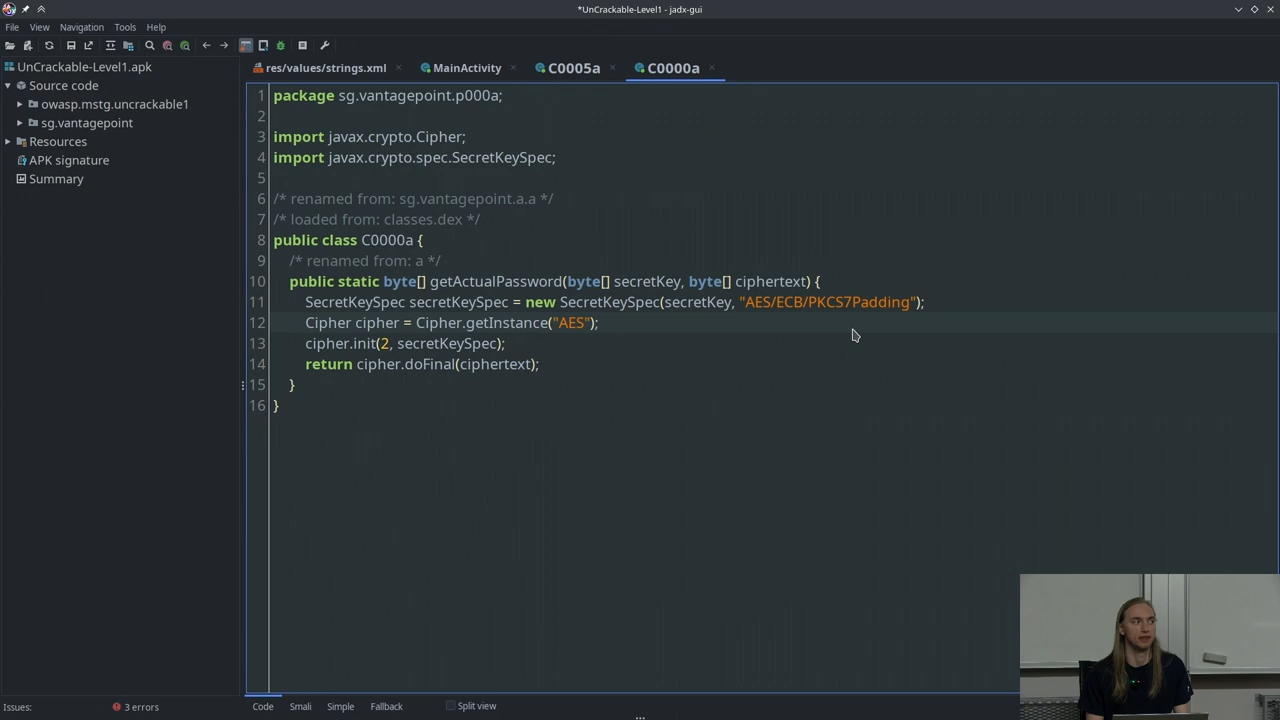 *UnCrackable-Level1 - jadx-gui
File View Navigation Tools Help
UnCrackable-Level1.apk
Source code
owasp.mstg.uncrackable1
sg.vantagepoint
Resources
APK signature
Summary
res/values/strings.xml MainActivity C0005a C0000a
1 package sg.vantagepoint.p000a;
2
3 import javax.crypto.Cipher;
4 import javax.crypto.spec.SecretKeySpec;
5
6 /* renamed from: sg.vantagepoint.a.a */
7 /* loaded from: classes.dex */
8 public class C0000a {
9 /* renamed from: a */
10 public static byte[] getActualPassword(byte[] secretKey, byte[] ciphertext) {
11 SecretKeySpec secretKeySpec = new SecretKeySpec(secretKey, "AES/ECB/PKCS7Padding");
12 Cipher cipher = Cipher.getInstance("AES");
13 cipher.init(2, secretKeySpec);
14 return cipher.doFinal(ciphertext);
15 }
16 }
Issues: 3 errors
Code Smali Simple Fallback Split view